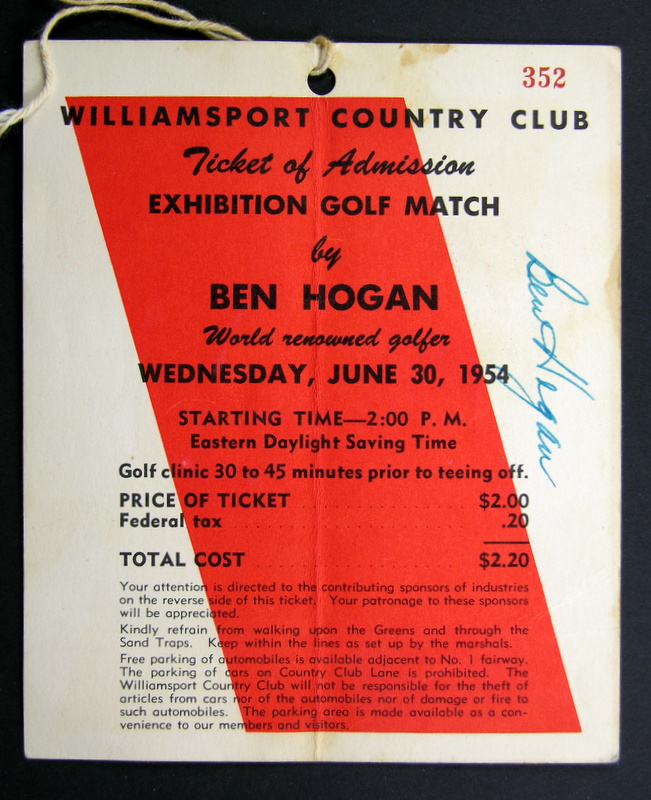 352
WILLIAMSPORT COUNTRY CLUB
Ticket of Admission
EXHIBITION GOLF MATCH
by
BEN HOGAN
World renowned golfer
WEDNESDAY, JUNE 30, 1954
Ben Hogan
STARTING TIME—2:00 P. M.
Eastern Daylight Saving Time
Golf clinic 30 to 45 minutes prior to teeing off.
PRICE OF TICKET . . . . . . . . . . $2.00
Federal tax . . . . . . . . . . .20
TOTAL COST . . . . . . . . . . $2.20
Your attention is directed to the contributing sponsors of industries
on the reverse side of this ticket. Your patronage to these sponsors
will be appreciated.
Kindly refrain from walking upon the Greens and through the
Sand Traps. Keep within the lines as set up by the marshals.
Free parking of automobiles is available adjacent to No. 1 fairway.
The parking of cars on Country Club Lane is prohibited. The
Williamsport Country Club will not be responsible for the theft of
articles from cars nor of the automobiles nor of damage or fire to
such automobiles. The parking area is made available as a con-
venience to our members and visitors.